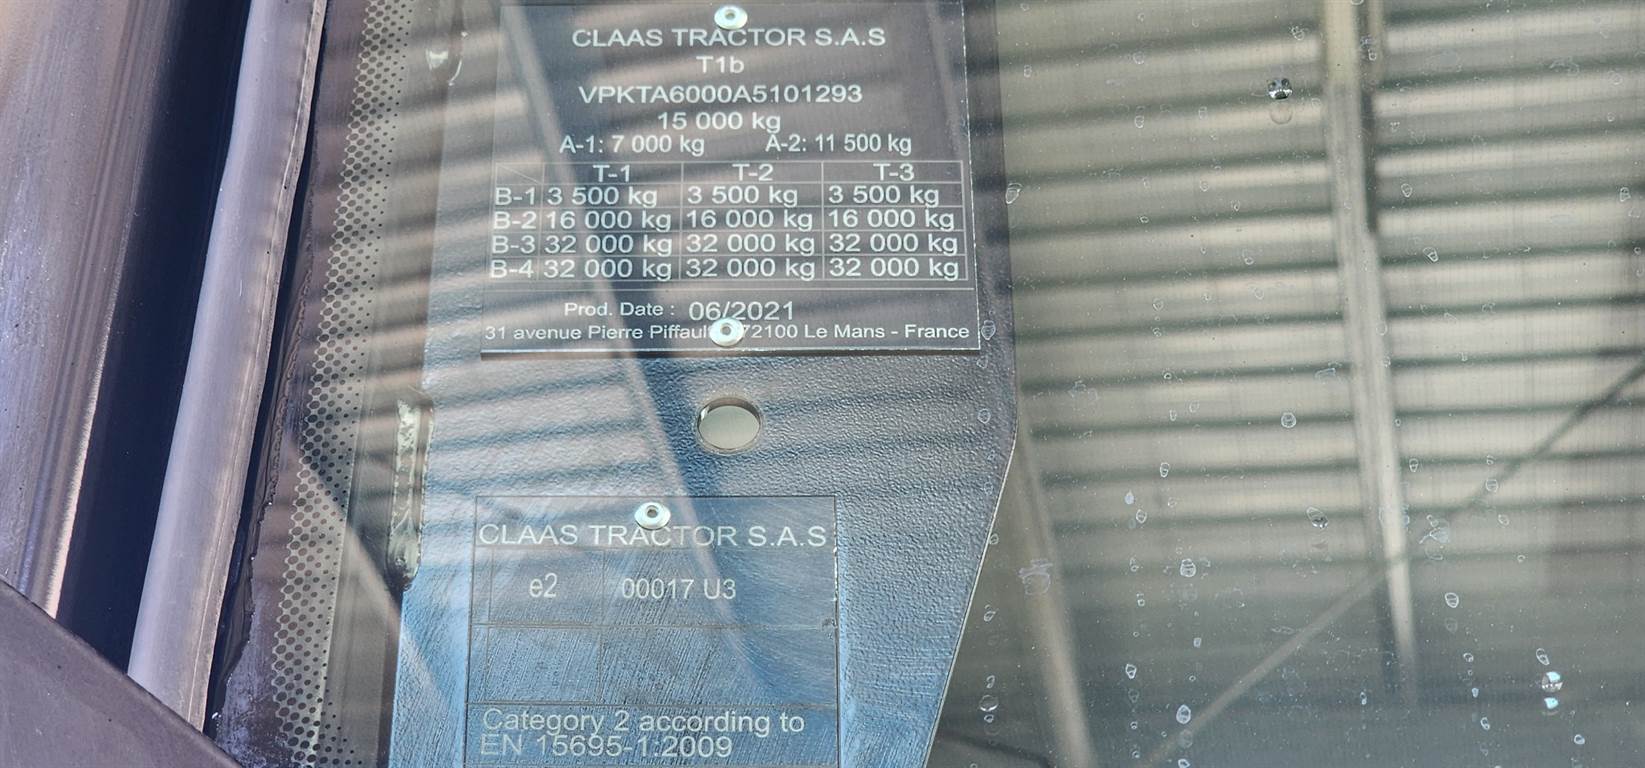 CLAAS TRACTOR S.A.S
T1b
VPKTA6000A5101293
15 000 kg
A-1: 7 000 kg A-2: 11 500 kg
T-1 T-2 T-3
B-1 3 500 kg 3 500 kg 3 500 kg
B-2 16 000 kg 16 000 kg 16 000 kg
B-3 32 000 kg 32 000 kg 32 000 kg
B-4 32 000 kg 32 000 kg 32 000 kg
Prod. Date : 06/2021
31 avenue Pierre 72100 Le Mans - France
CLAAS TRACTOR S.A.S
e2 00017 U3
Category 2 according to
EN 15695-1:2009